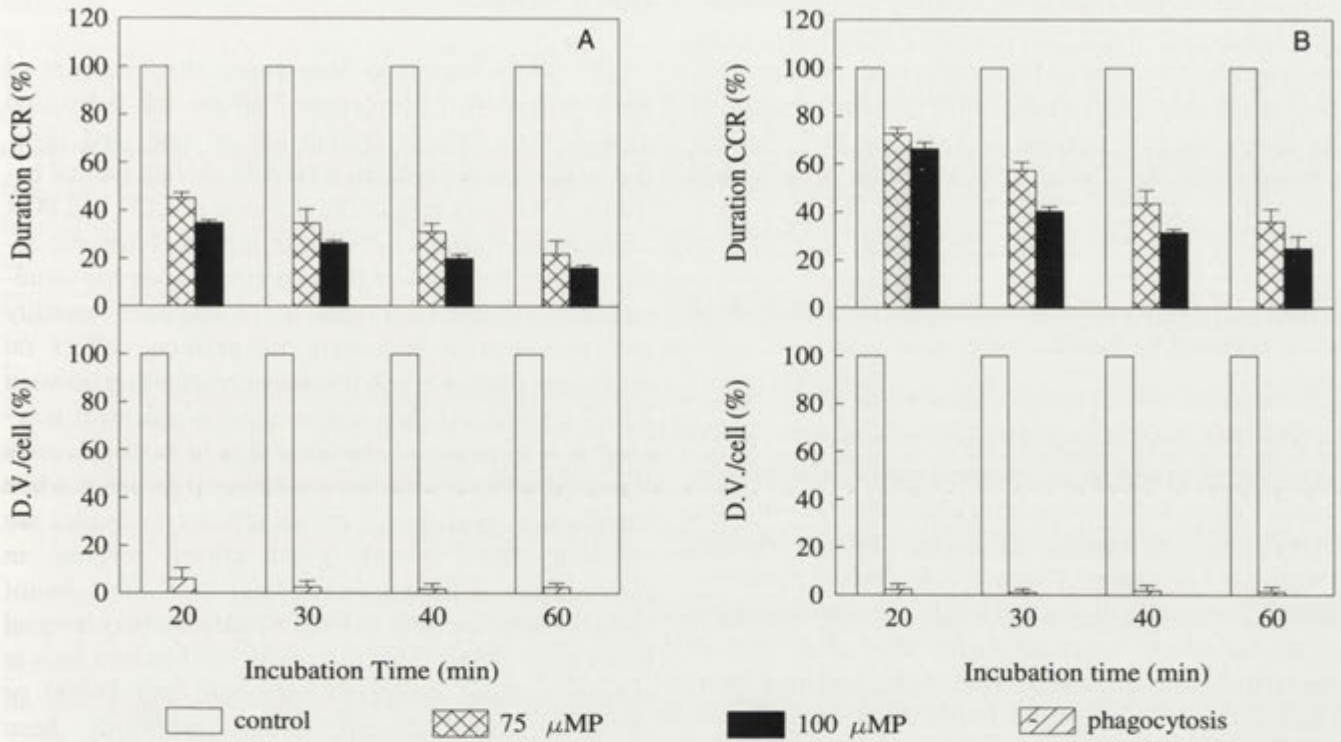 A
Duration CCR (%)
120
100
80
60
40
20
0
D.V./cell (%)
100
80
60
40
20
0
20 30 40 60
Incubation Time (min)
B
Duration CCR (%)
120
100
80
60
40
20
0
D.V./cell (%)
100
80
60
40
20
0
20 30 40 60
Incubation time (min)
control 75 μMP 100 μMP phagocytosis